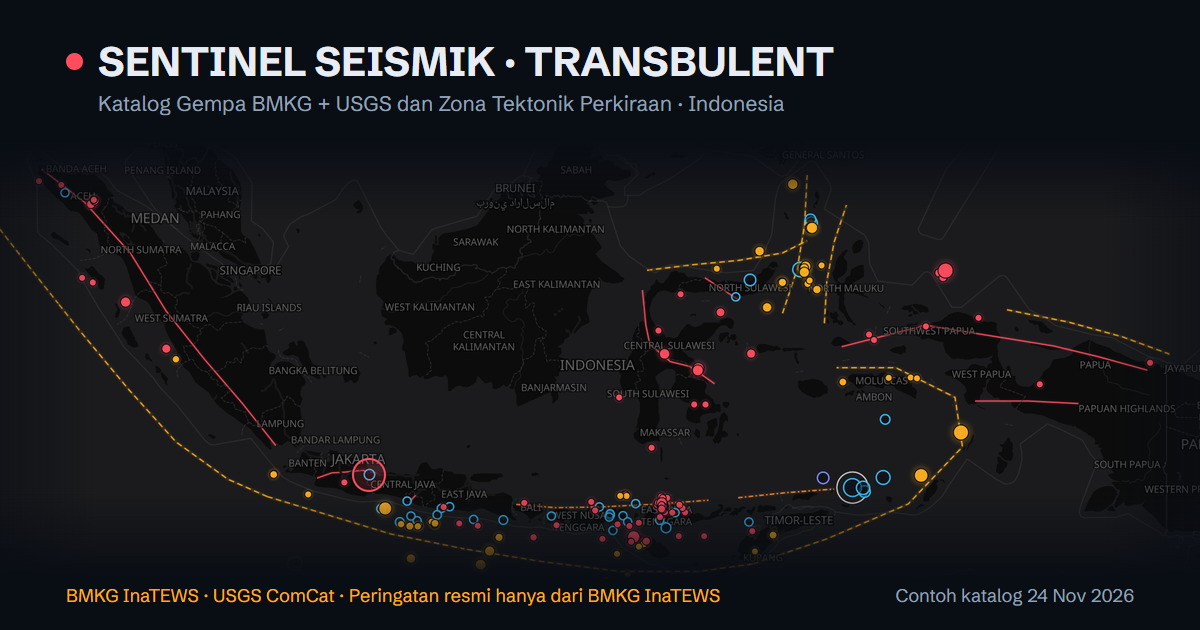 SENTINEL SEISMIK · TRANSBULENT
Katalog Gempa BMKG + USGS dan Zona Tektonik Perkiraan · Indonesia
GENERAL SANTOS
BANDA ACEH
PENANG ISLAND
SABAH
ACEH
MALAYSIA
BRUNEI
MEDAN
PAHANG
NORTH KALIMANTAN
NORTH SUMATRA
MALACCA
SARAWAK
SINGAPORE
KUCHING
EAST KALIMANTAN
NORTH MALUKU
RIAU ISLANDS
WEST KALIMANTAN
WEST SUMATRA
SOUTHWEST PAPUA
CENTRAL
KALIMANTAN
CENTRAL SULAWESI
INDONESIA
PAPUA
BANGKA BELITUNG
WEST PAPUA
MOLUCCAS
BANJARMASIN
SOUTH SULAWESI
AMBON
PAPUAN HIGHLANDS
LAMPUNG
MAKASSAR
BANDAR LAMPUNG
JAKARTA
BANTEN
SOUTH PAPUA
CENTRAL JAVA
EAST JAVA
BALI
TIMOR-LESTE
KUPANG
BMKG InaTEWS · USGS ComCat · Peringatan resmi hanya dari BMKG InaTEWS
Contoh katalog 24 Nov 2026